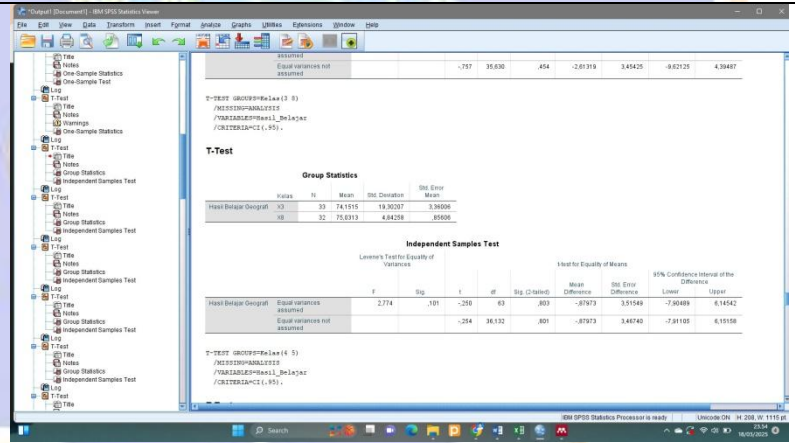 *Output1 [Document1] - IBM SPSS Statistics Viewer
File Edit View Data Transform Insert Format Analyze Graphs Utilities Extensions Window Help
Title
Notes
One-Sample Statistics
One-Sample Test
Log
T-Test
Title
Notes
Warnings
One-Sample Statistics
Log
T-Test
Title
Notes
Group Statistics
Independent Samples Test
Log
T-Test
Title
Notes
Group Statistics
Independent Samples Test
Log
T-Test
Title
Notes
Group Statistics
Independent Samples Test
Log
T-Test
Title
Notes
Group Statistics
Independent Samples Test
Log
T-Test
Title
Notes
Group Statistics
Independent Samples Test
Log
T-Test
Title
assumed
Equal variances not assumed -,757 35,630 ,454 -2,61319 3,45425 -9,62125 4,39487
T-TEST GROUPS=Kelas(3 8)
/MISSING=ANALYSIS
/VARIABLES=Hasil_Belajar
/CRITERIA=CI(.95).
T-Test
Group Statistics
Kelas N Mean Std. Deviation Std. Error Mean
Hasil Belajar Geografi X3 33 74,1515 19,30207 3,36006
X8 32 75,0313 4,84258 ,85606
Independent Samples Test
Levene's Test for Equality of Variances t-test for Equality of Means
95% Confidence Interval of the Difference
F Sig. t df Sig. (2-tailed) Mean Difference Std. Error Difference Lower Upper
Hasil Belajar Geografi Equal variances assumed 2,774 ,101 -,250 63 ,803 -,87973 3,51549 -7,90489 6,14542
Equal variances not assumed -,254 36,132 ,801 -,87973 3,46740 -7,91105 6,15158
T-TEST GROUPS=Kelas(4 5)
/MISSING=ANALYSIS
/VARIABLES=Hasil_Belajar
/CRITERIA=CI(.95).
IBM SPSS Statistics Processor is ready Unicode:ON H: 208, W: 1115 pt.
Search
23.54
18/03/2025